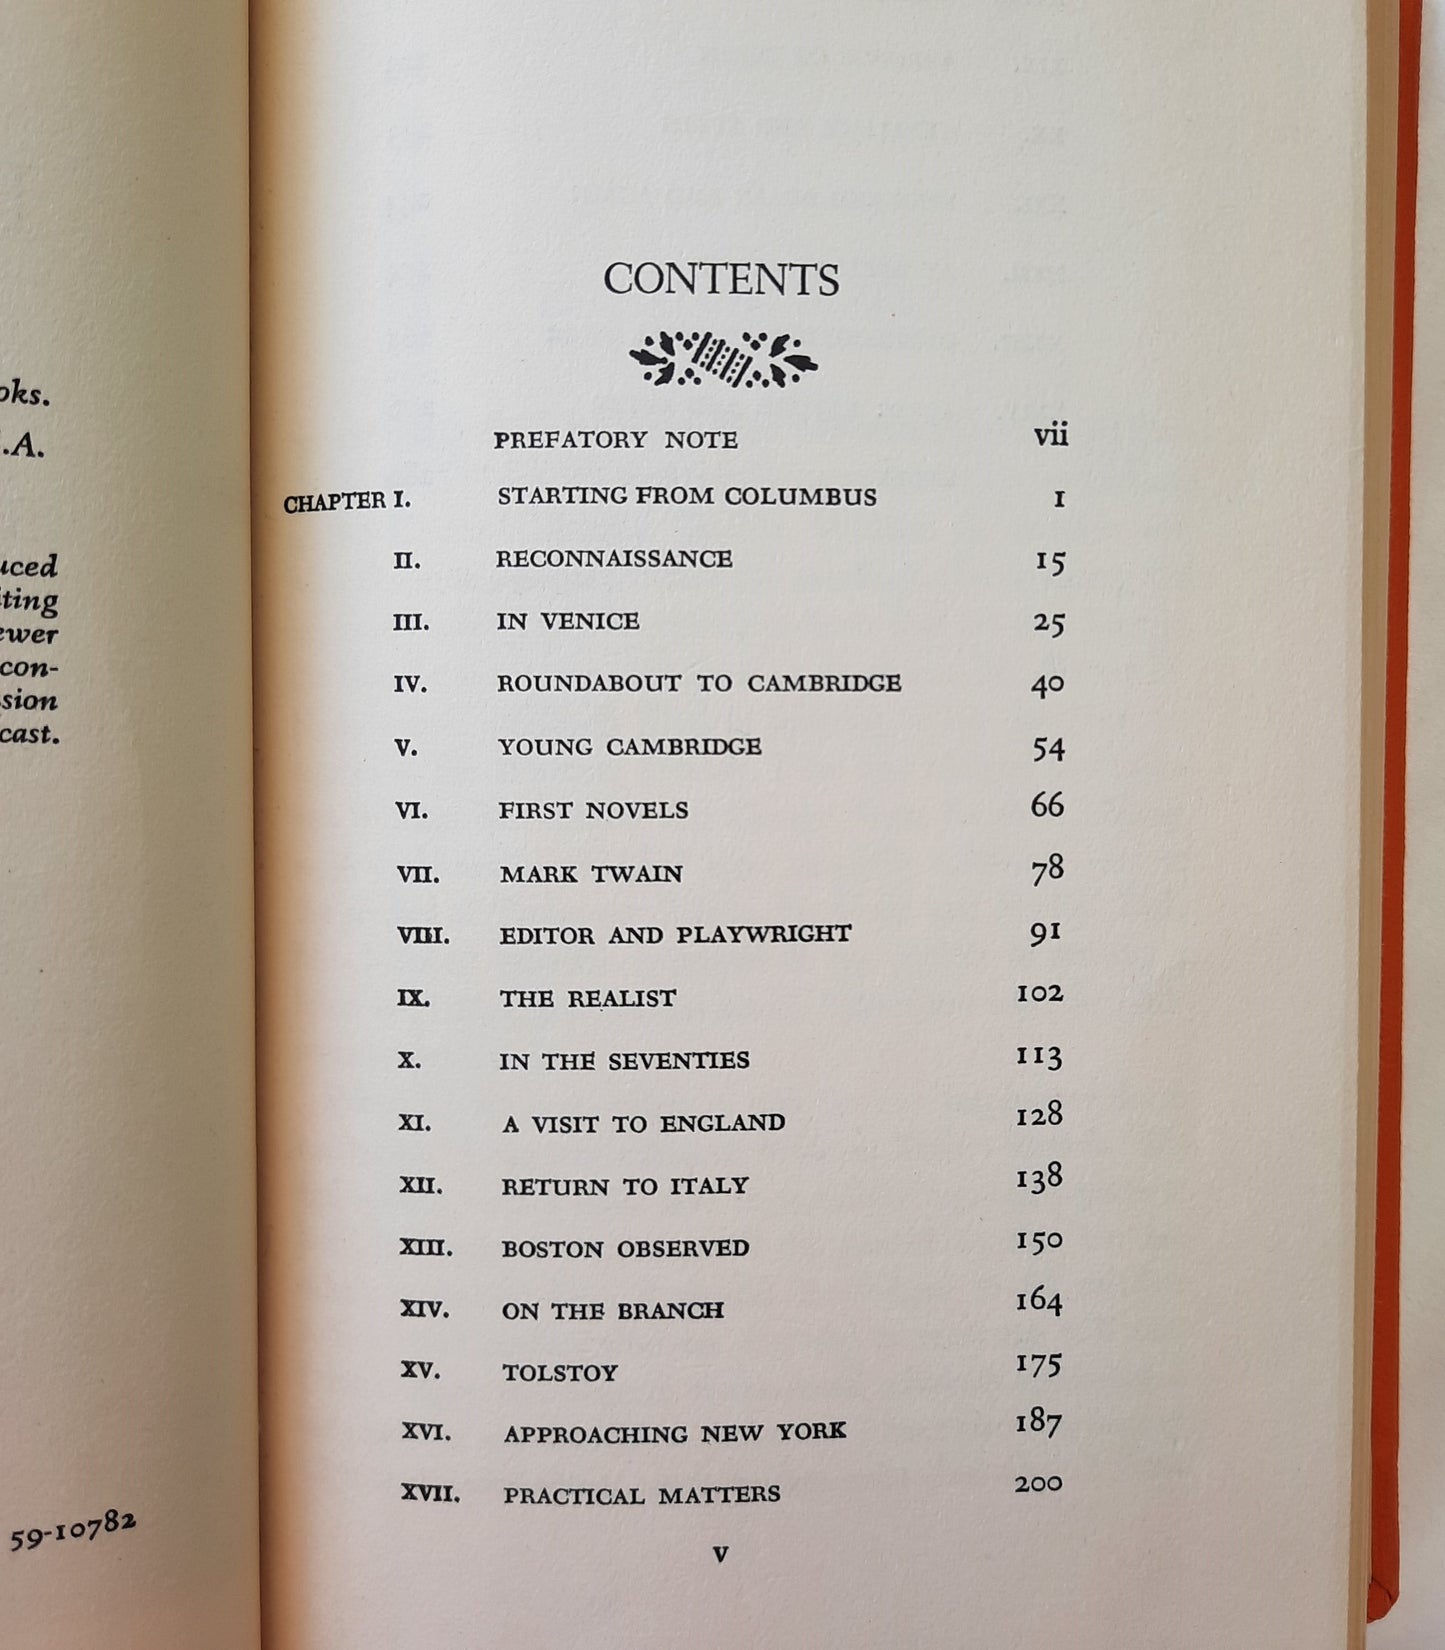 oks.
.A.
uced
iting
ewer
con-
ssion
cast.
59-10782
CONTENTS
PREFATORY NOTE vii
CHAPTER I. STARTING FROM COLUMBUS 1
II. RECONNAISSANCE 15
III. IN VENICE 25
IV. ROUNDABOUT TO CAMBRIDGE 40
V. YOUNG CAMBRIDGE 54
VI. FIRST NOVELS 66
VII. MARK TWAIN 78
VIII. EDITOR AND PLAYWRIGHT 91
IX. THE REALIST 102
X. IN THE SEVENTIES 113
XI. A VISIT TO ENGLAND 128
XII. RETURN TO ITALY 138
XIII. BOSTON OBSERVED 150
XIV. ON THE BRANCH 164
XV. TOLSTOY 175
XVI. APPROACHING NEW YORK 187
XVII. PRACTICAL MATTERS 200
v